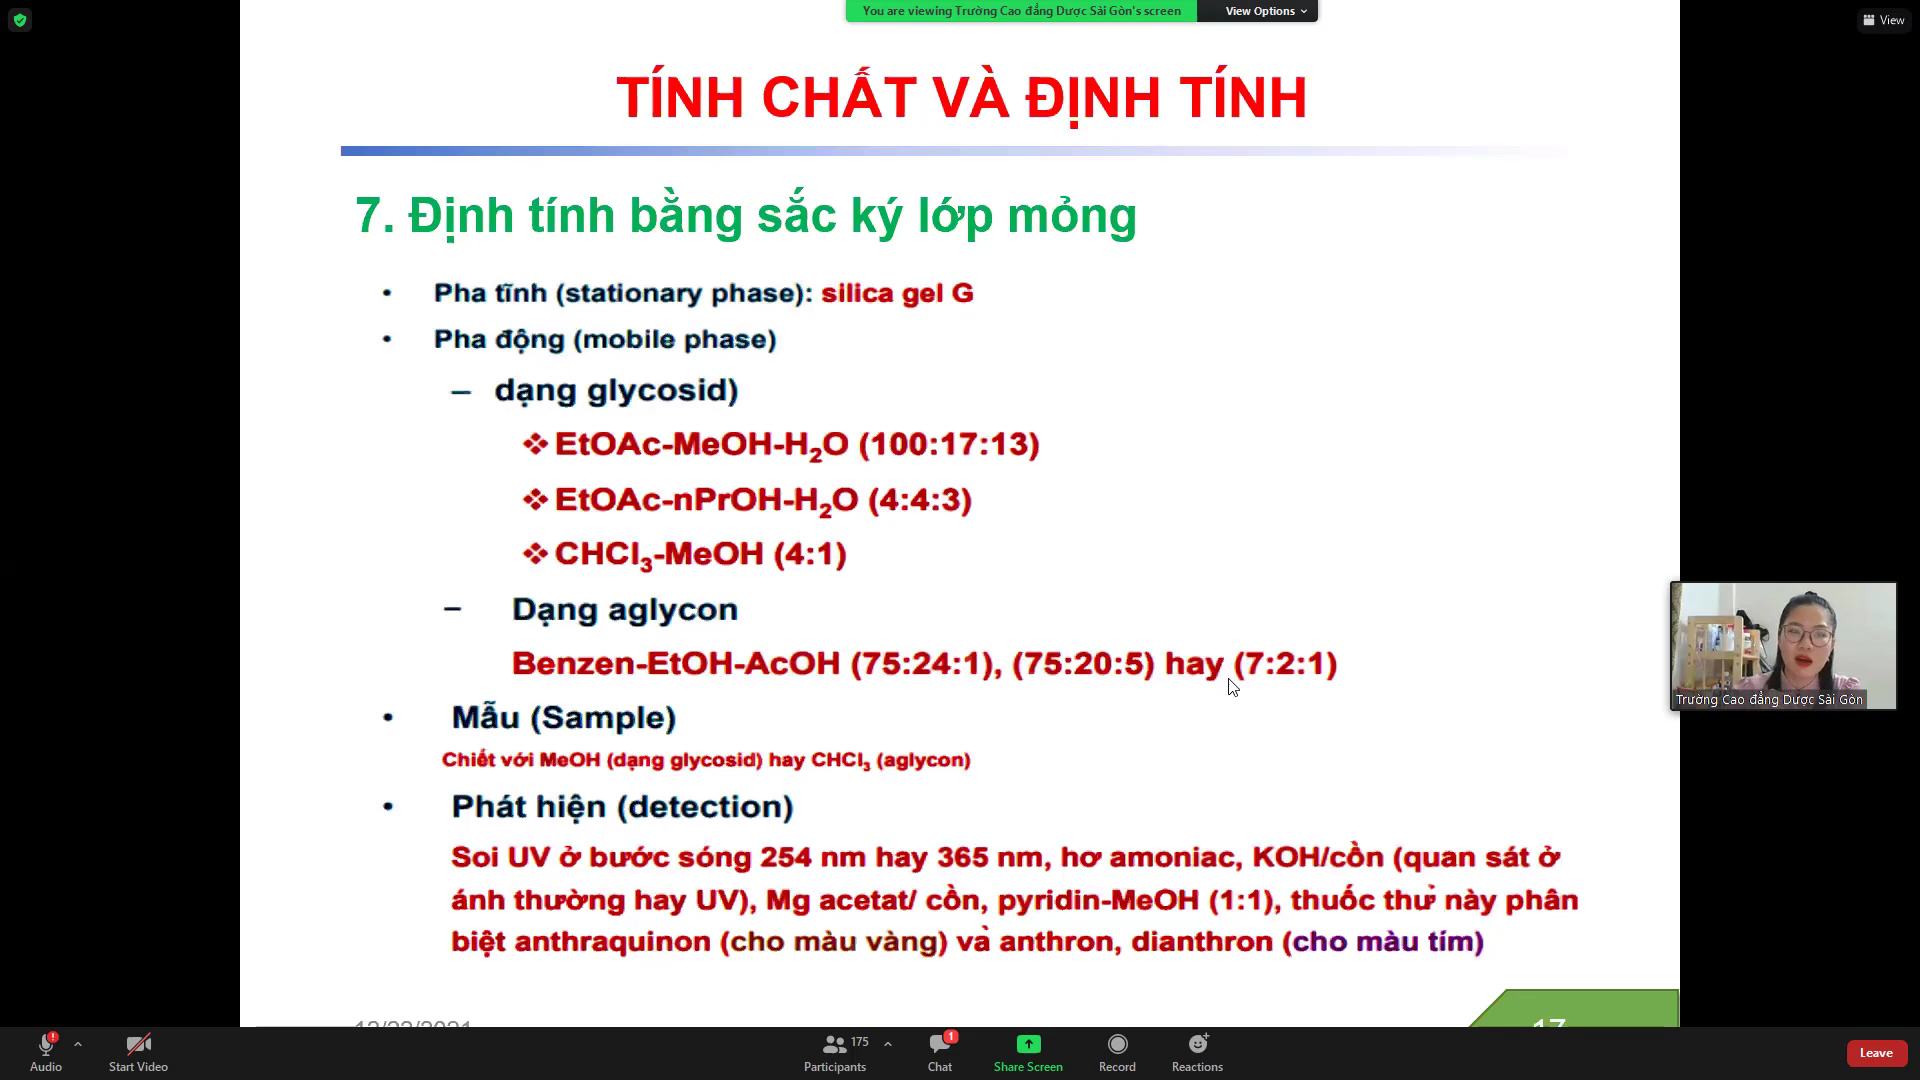 You are viewing Trường Cao đẳng Dược Sài Gòn's screen
View Options
View
TÍNH CHẤT VÀ ĐỊNH TÍNH
7. Định tính bằng sắc ký lớp mỏng
• Pha tĩnh (stationary phase): silica gel G
• Pha động (mobile phase)
– dạng glycosid)
❖ EtOAc-MeOH-H₂O (100:17:13)
❖ EtOAc-nPrOH-H₂O (4:4:3)
❖ CHCl₃-MeOH (4:1)
– Dạng aglycon
Benzen-EtOH-AcOH (75:24:1), (75:20:5) hay (7:2:1)
• Mẫu (Sample)
Chiết với MeOH (dạng glycosid) hay CHCl₃ (aglycon)
• Phát hiện (detection)
Soi UV ở bước sóng 254 nm hay 365 nm, hơ amoniac, KOH/cồn (quan sát ở
ánh thường hay UV), Mg acetat/ cồn, pyridin-MeOH (1:1), thuốc thử này phân
biệt anthraquinon (cho màu vàng) và anthron, dianthron (cho màu tím)
Trường Cao đẳng Dược Sài Gòn
17
Audio
Start Video
175
Participants
1
Chat
Share Screen
Record
Reactions
Leave